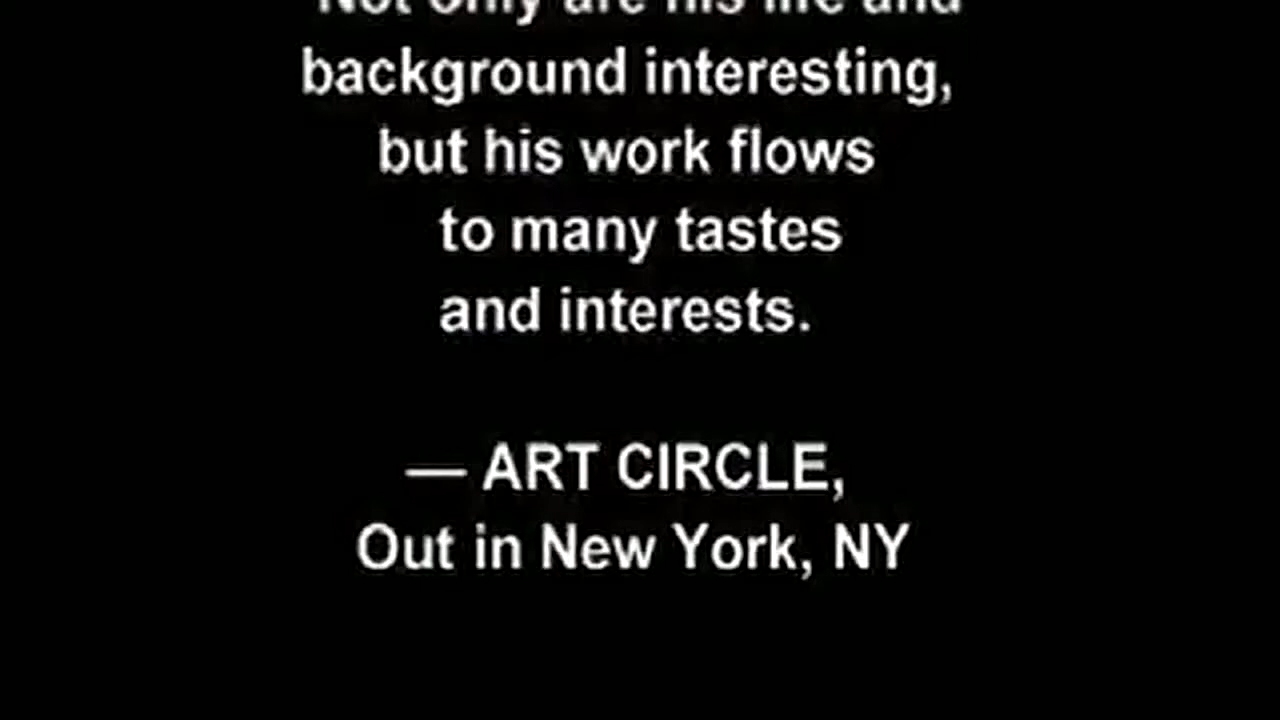 Not only are his life and
background interesting,
but his work flows
to many tastes
and interests.
— ART CIRCLE,
Out in New York, NY